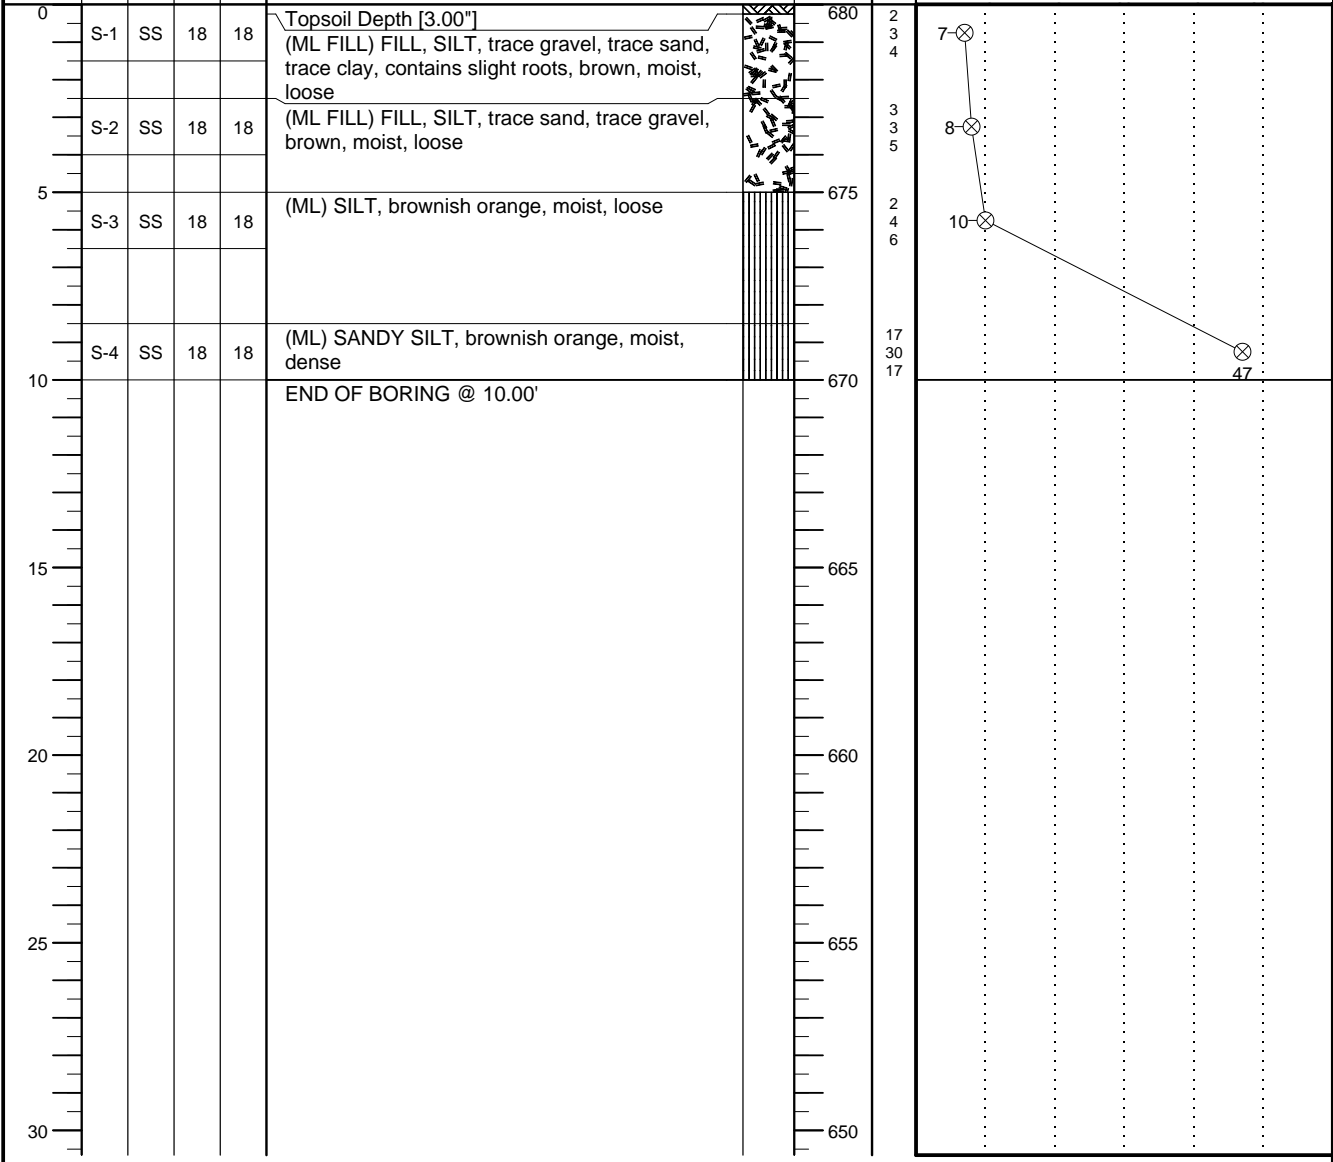 0
S-1 SS 18 18
Topsoil Depth [3.00"]
(ML FILL) FILL, SILT, trace gravel, trace sand,
trace clay, contains slight roots, brown, moist,
loose
680
2
3
4
7
S-2 SS 18 18
(ML FILL) FILL, SILT, trace sand, trace gravel,
brown, moist, loose
3
3
5
8
5
675
S-3 SS 18 18
(ML) SILT, brownish orange, moist, loose
2
4
6
10
S-4 SS 18 18
(ML) SANDY SILT, brownish orange, moist,
dense
17
30
17
47
10
670
END OF BORING @ 10.00'
15
665
20
660
25
655
30
650